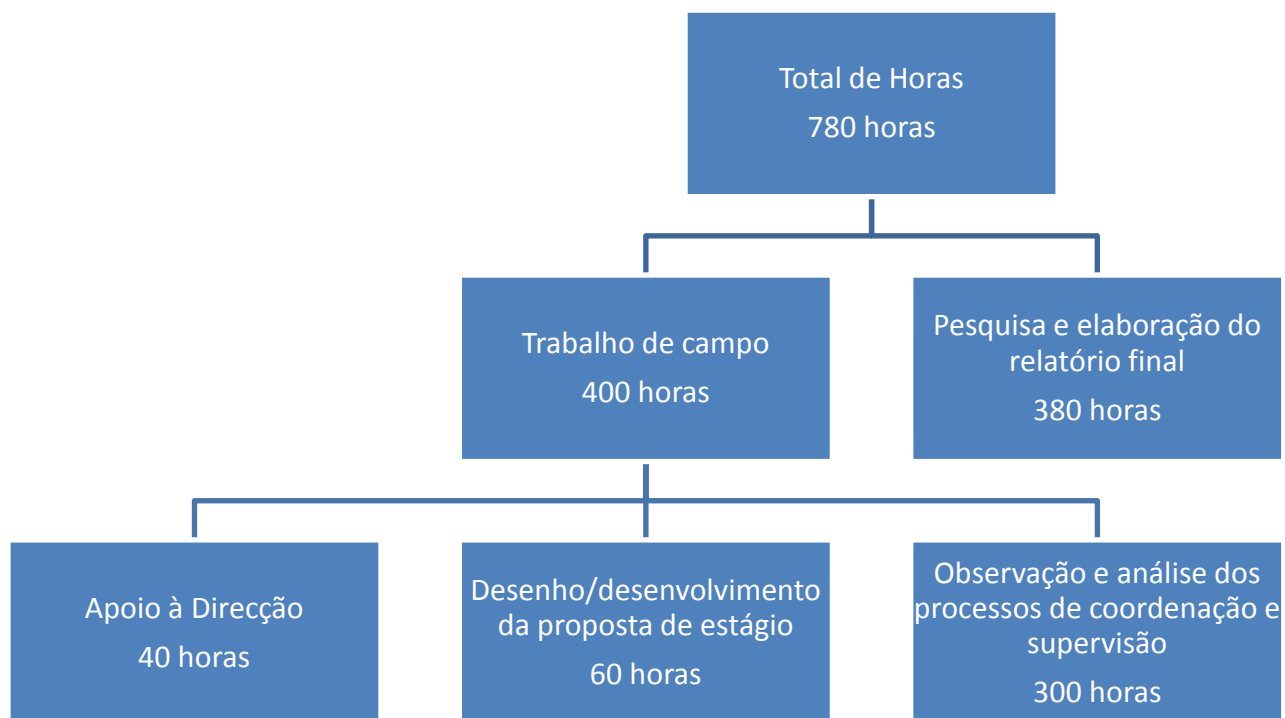 Total de Horas
780 horas
Trabalho de campo
400 horas
Pesquisa e elaboração do
relatório final
380 horas
Apoio à Direcção
40 horas
Desenho/desenvolvimento
da proposta de estágio
60 horas
Observação e análise dos
processos de coordenação e
supervisão
300 horas